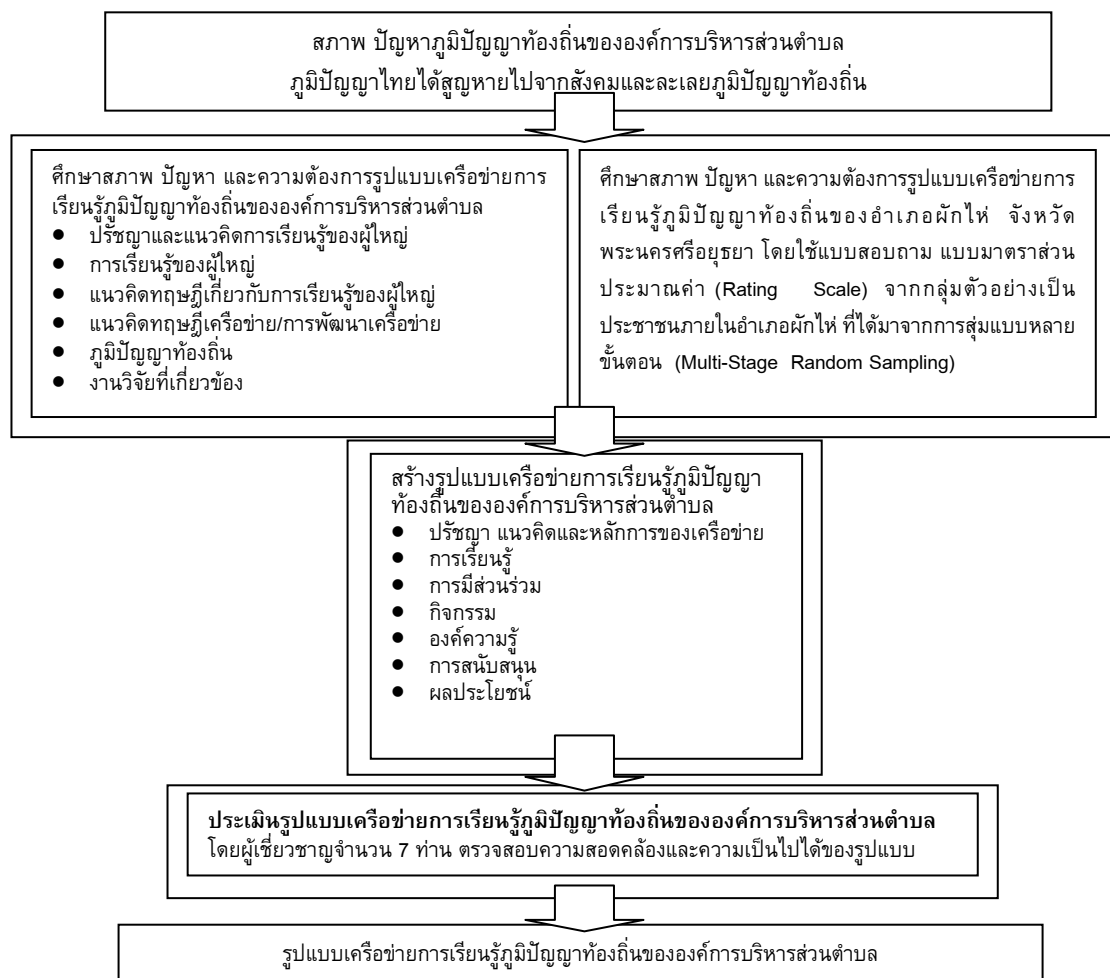 สภาพ ปัญหาภูมิปัญญาท้องถิ่นขององค์การบริหารส่วนตำบล
ภูมิปัญญาไทยได้สูญหายไปจากสังคมและละเลยภูมิปัญญาท้องถิ่น
ศึกษาสภาพ ปัญหา และความต้องการรูปแบบเครือข่ายการ
เรียนรู้ภูมิปัญญาท้องถิ่นขององค์การบริหารส่วนตำบล
● ปรัชญาและแนวคิดการเรียนรู้ของผู้ใหญ่
● การเรียนรู้ของผู้ใหญ่
● แนวคิดทฤษฎีเกี่ยวกับการเรียนรู้ของผู้ใหญ่
● แนวคิดทฤษฎีเครือข่าย/การพัฒนาเครือข่าย
● ภูมิปัญญาท้องถิ่น
● งานวิจัยที่เกี่ยวข้อง
ศึกษาสภาพ ปัญหา และความต้องการรูปแบบเครือข่ายการ
เรียนรู้ภูมิปัญญาท้องถิ่นของอำเภอผักไห่ จังหวัด
พระนครศรีอยุธยา โดยใช้แบบสอบถาม แบบมาตราส่วน
ประมาณค่า (Rating Scale) จากกลุ่มตัวอย่างเป็น
ประชาชนภายในอำเภอผักไห่ ที่ได้มาจากการสุ่มแบบหลาย
ขั้นตอน (Multi-Stage Random Sampling)
สร้างรูปแบบเครือข่ายการเรียนรู้ภูมิปัญญา
ท้องถิ่นขององค์การบริหารส่วนตำบล
● ปรัชญา แนวคิดและหลักการของเครือข่าย
● การเรียนรู้
● การมีส่วนร่วม
● กิจกรรม
● องค์ความรู้
● การสนับสนุน
● ผลประโยชน์
ประเมินรูปแบบเครือข่ายการเรียนรู้ภูมิปัญญาท้องถิ่นขององค์การบริหารส่วนตำบล
โดยผู้เชี่ยวชาญจำนวน 7 ท่าน ตรวจสอบความสอดคล้องและความเป็นไปได้ของรูปแบบ
รูปแบบเครือข่ายการเรียนรู้ภูมิปัญญาท้องถิ่นขององค์การบริหารส่วนตำบล